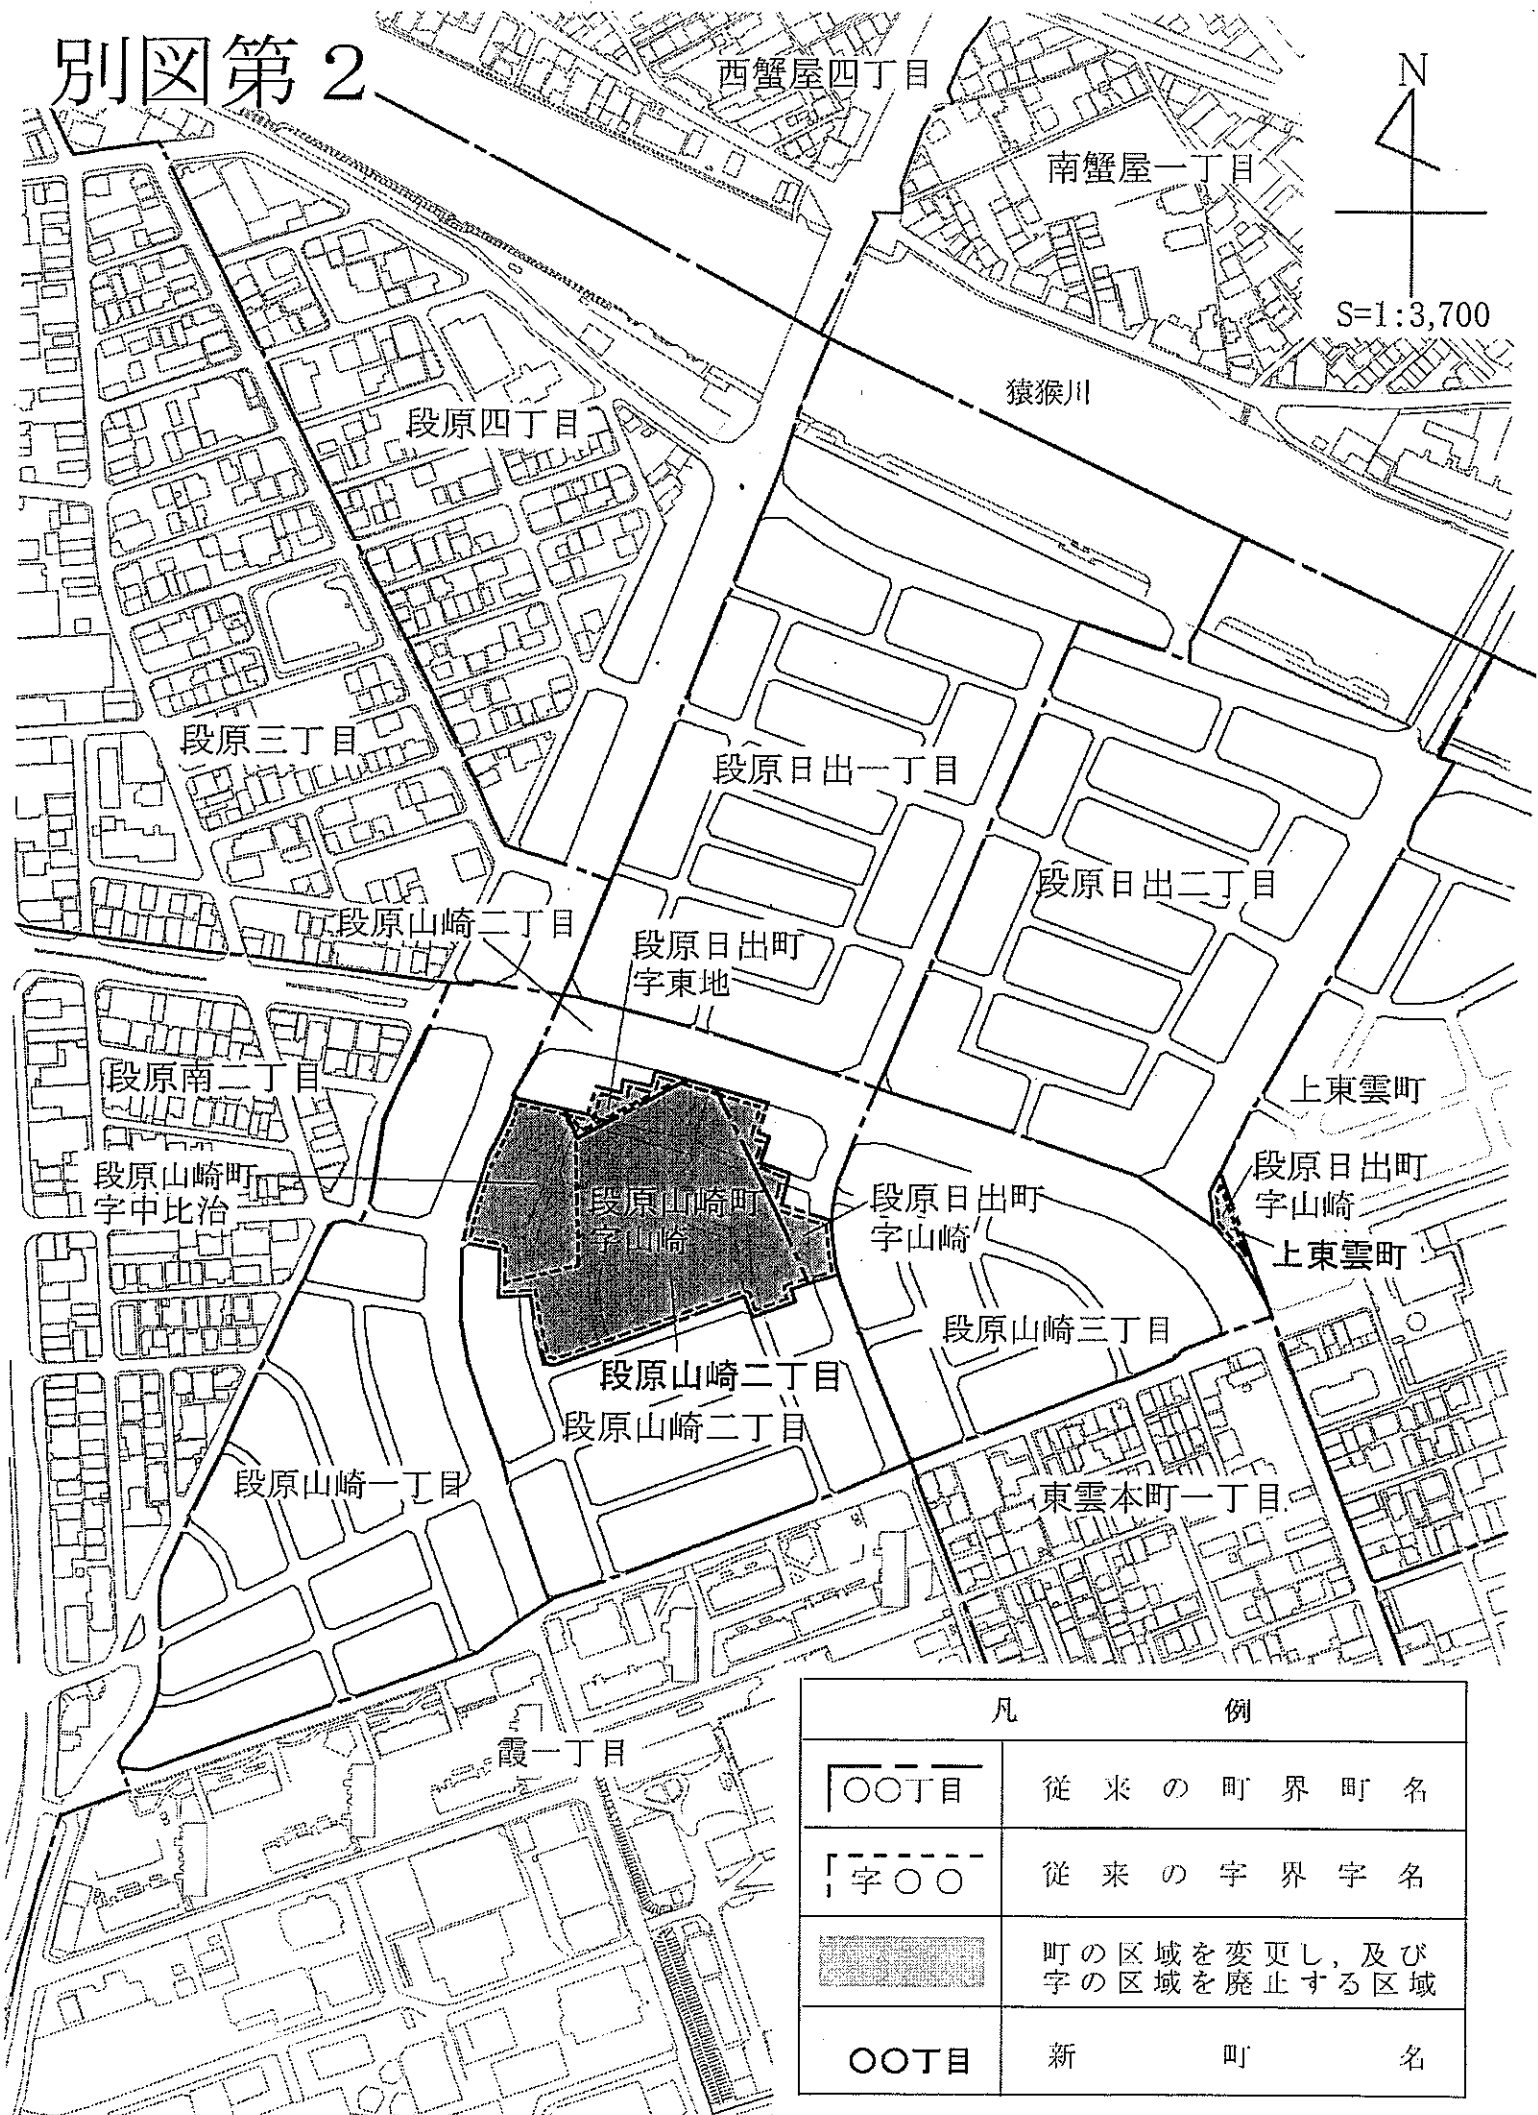 別図第2
西蟹屋四丁目
N
南蟹屋一丁目
S=1:3,700
猿猴川
段原四丁目
段原三丁目
段原日出一丁目
段原日出二丁目
段原山崎二丁目
段原日出町
字東地
段原南二丁目
上東雲町
段原山崎町
字中比治
段原山崎町
字山崎
段原日出町
字山崎
段原日出町
字山崎
上東雲町
段原山崎三丁目
段原山崎二丁目
段原山崎二丁目
段原山崎一丁目
東雲本町一丁目
霞一丁目
凡例
○○丁目 従来の町界町名
字○○ 従来の字界字名
町の区域を変更し,及び
字の区域を廃止する区域
○○丁目 新町名